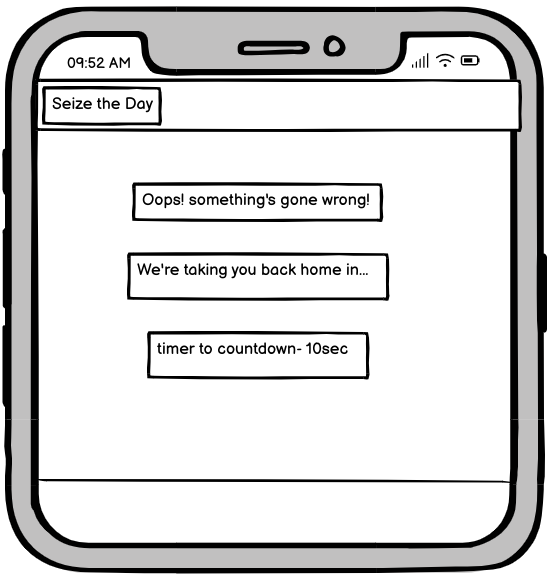 09:52 AM
Seize the Day
Oops! something's gone wrong!
We're taking you back home in...
timer to countdown- 10sec